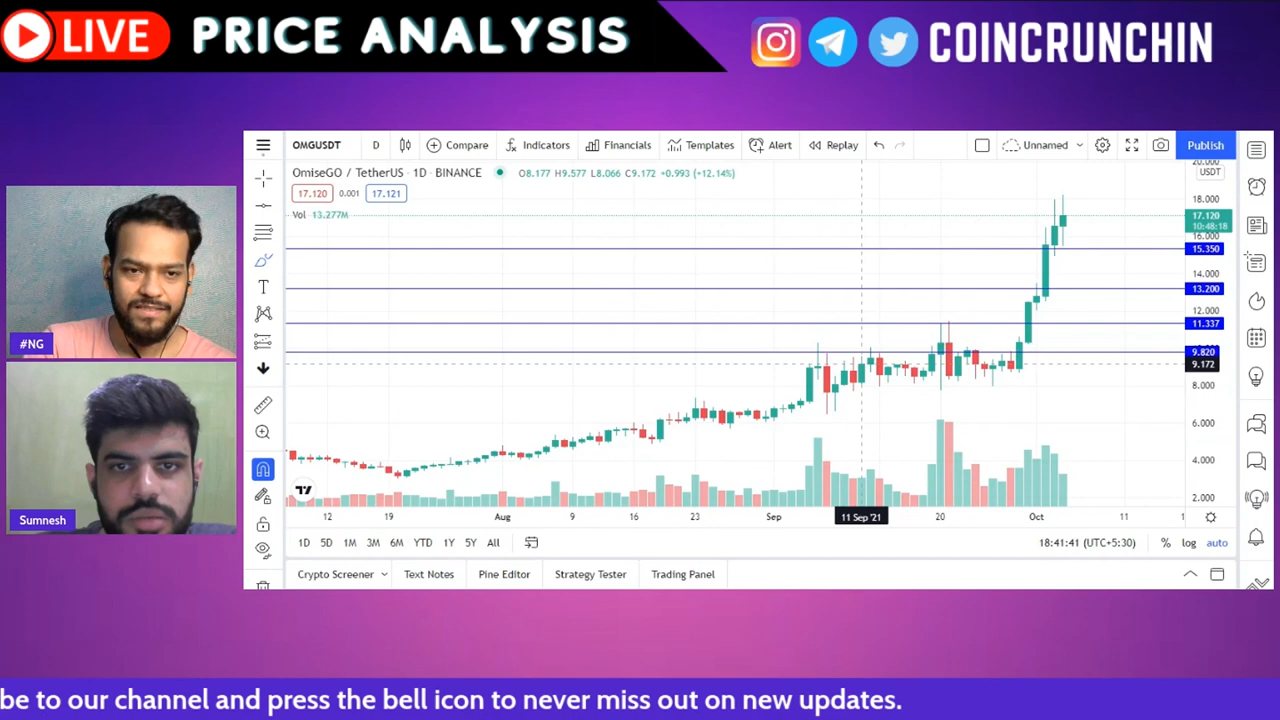 LIVE PRICE ANALYSIS COINCRUNCHIN
OMGUSDT D Compare Indicators Financials Templates Alert Replay Unnamed Publish
OmiseGO / TetherUS · 1D · BINANCE O8.177 H9.577 L8.066 C9.172 +0.993 (+12.14%)
17.120 0.001 17.121
Vol 13.277M
20.000
USDT
18.000
17.120
10:48:18
16.000
15.350
14.000
13.200
12.000
11.337
9.820
9.172
8.000
6.000
4.000
2.000
12 19 Aug 9 16 23 Sep 11 Sep '21 20 Oct 11
1D 5D 1M 3M 6M YTD 1Y 5Y All 18:41:41 (UTC+5:30) % log auto
Crypto Screener Text Notes Pine Editor Strategy Tester Trading Panel
#NG
Sumnesh
be to our channel and press the bell icon to never miss out on new updates.